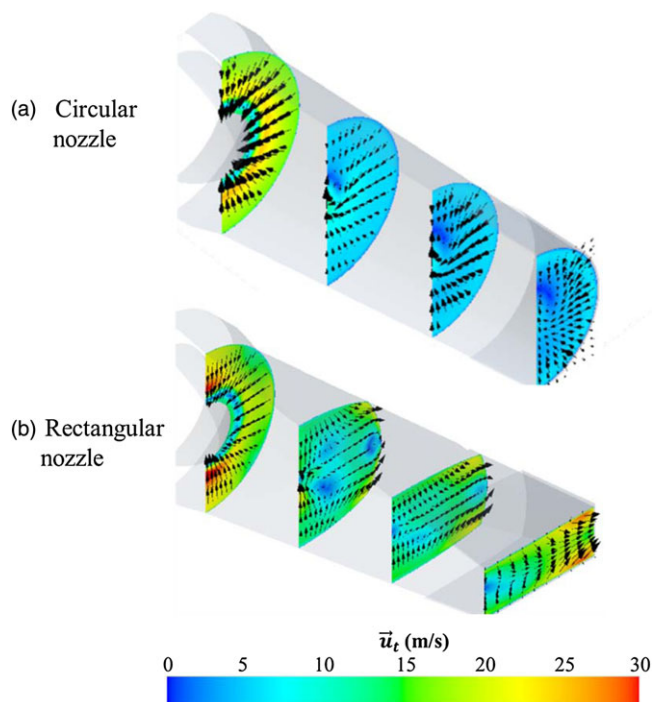 (a) Circular
nozzle
(b) Rectangular
nozzle
u⃗ₜ (m/s)
0 5 10 15 20 25 30